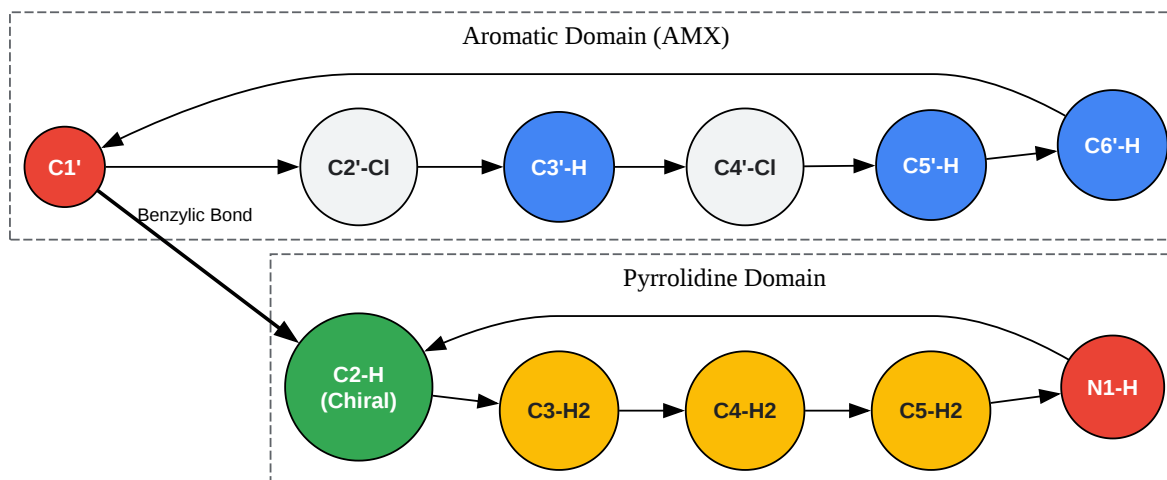 Aromatic Domain (AMX)
C1'
C2'-Cl
C3'-H
C4'-Cl
C5'-H
C6'-H
Benzylic Bond
Pyrrolidine Domain
C2-H
(Chiral)
C3-H2
C4-H2
C5-H2
N1-H